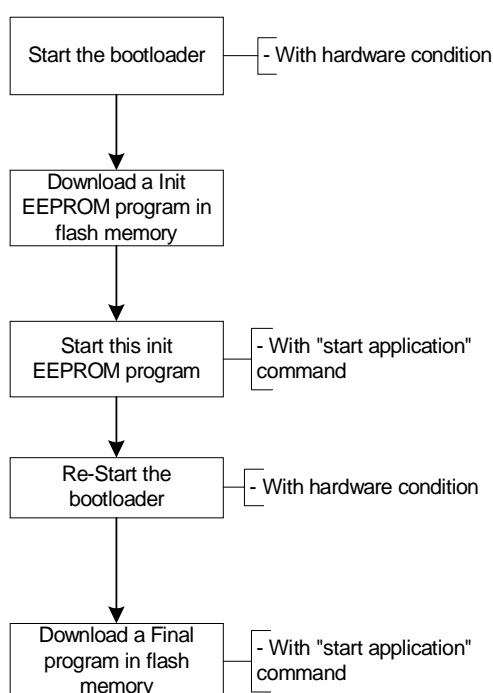 Start the bootloader
- With hardware condition
Download a Init
EEPROM program in
flash memory
Start this init
EEPROM program
- With "start application"
command
Re-Start the
bootloader
- With hardware condition
Download a Final
program in flash
memory
- With "start application"
command